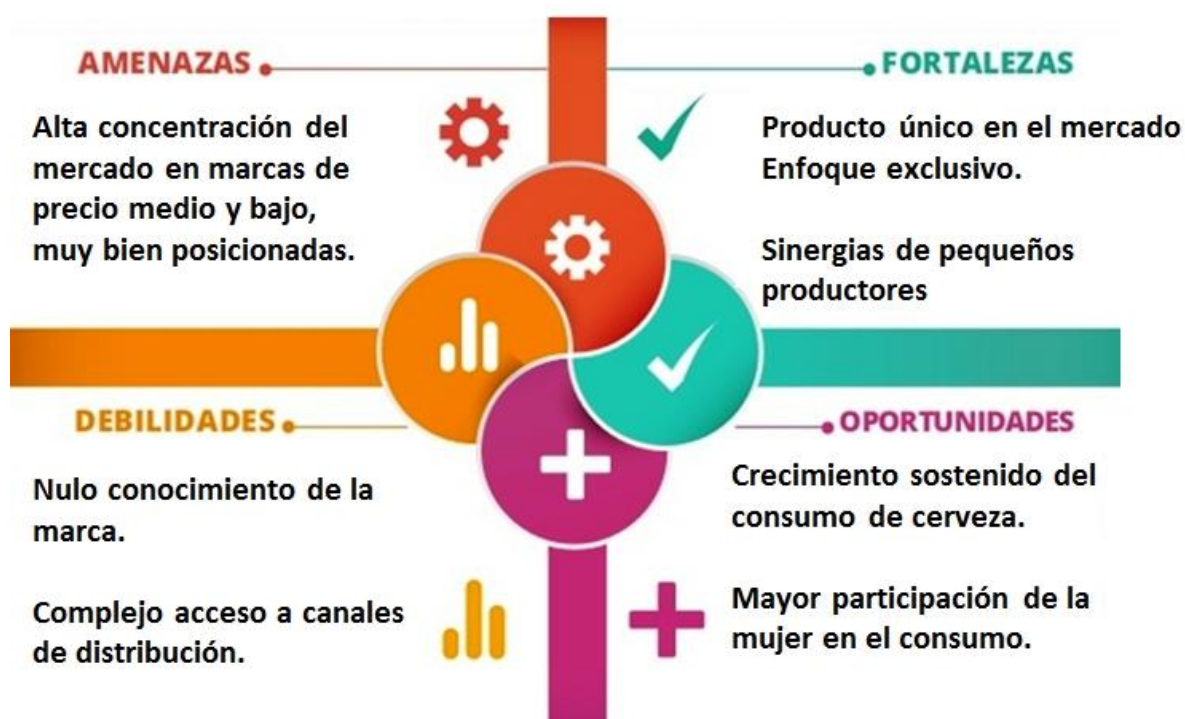 AMENAZAS
Alta concentración del
mercado en marcas de
precio medio y bajo,
muy bien posicionadas.
FORTALEZAS
Producto único en el mercado
Enfoque exclusivo.
Sinergias de pequeños
productores
DEBILIDADES
Nulo conocimiento de la
marca.
Complejo acceso a canales
de distribución.
OPORTUNIDADES
Crecimiento sostenido del
consumo de cerveza.
Mayor participación de la
mujer en el consumo.